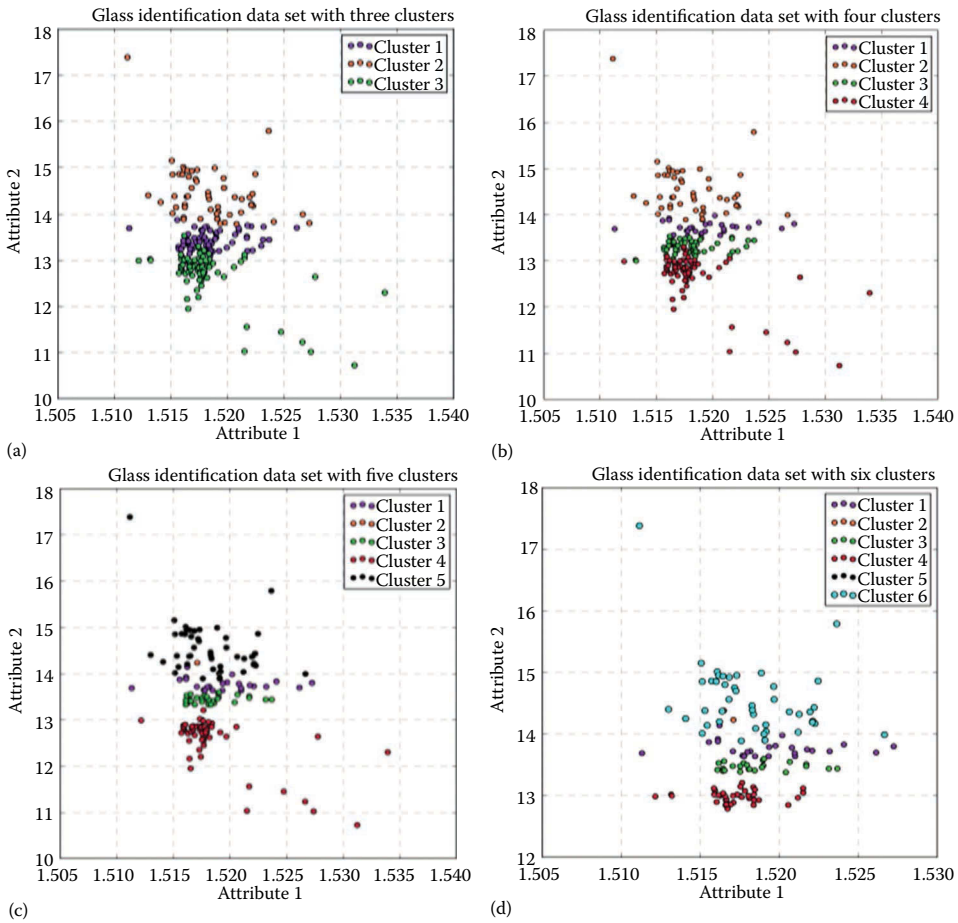 Glass identification data set with three clusters
18
17
16
15
14
13
12
11
10
Attribute 2
Cluster 1
Cluster 2
Cluster 3
1.505 1.510 1.515 1.520 1.525 1.530 1.535 1.540
Attribute 1
(a)
Glass identification data set with four clusters
18
17
16
15
14
13
12
11
10
Attribute 2
Cluster 1
Cluster 2
Cluster 3
Cluster 4
1.505 1.510 1.515 1.520 1.525 1.530 1.535 1.540
Attribute 1
(b)
Glass identification data set with five clusters
18
17
16
15
14
13
12
11
10
Attribute 2
Cluster 1
Cluster 2
Cluster 3
Cluster 4
Cluster 5
1.505 1.510 1.515 1.520 1.525 1.530 1.535 1.540
Attribute 1
(c)
Glass identification data set with six clusters
18
17
16
15
14
13
12
Attribute 2
Cluster 1
Cluster 2
Cluster 3
Cluster 4
Cluster 5
Cluster 6
1.505 1.510 1.515 1.520 1.525 1.530
Attribute 1
(d)